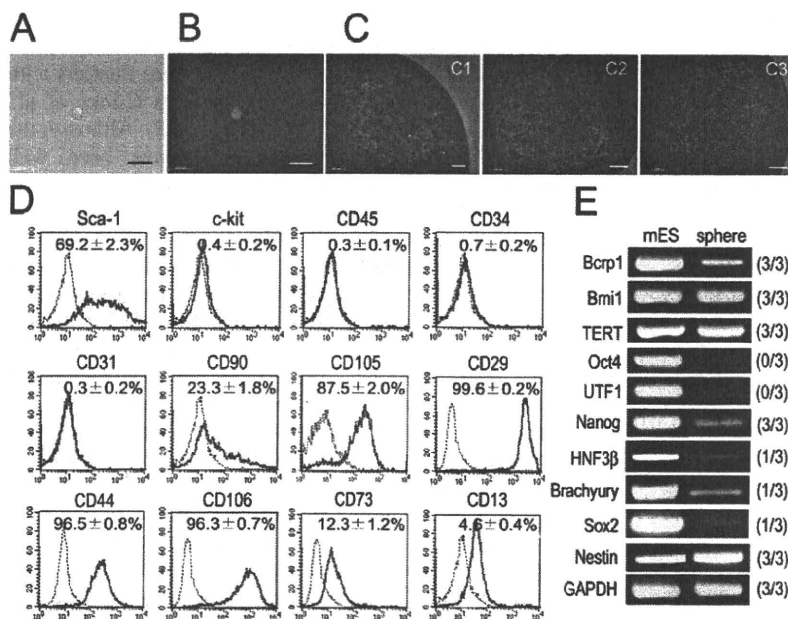 A B C
C1 C2 C3
D
Sca-1 c-kit CD45 CD34
69.2±2.3% 0.4±0.2% 0.3±0.1% 0.7±0.2%
CD31 CD90 CD105 CD29
0.3±0.2% 23.3±1.8% 87.5±2.0% 99.6±0.2%
CD44 CD106 CD73 CD13
96.5±0.8% 96.3±0.7% 12.3±1.2% 4.6±0.4%
E
mES sphere
Bcrp1 (3/3)
Bmi1 (3/3)
TERT (3/3)
Oct4 (0/3)
UTF1 (0/3)
Nanog (3/3)
HNF3β (1/3)
Brachyury (1/3)
Sox2 (1/3)
Nestin (3/3)
GAPDH (3/3)